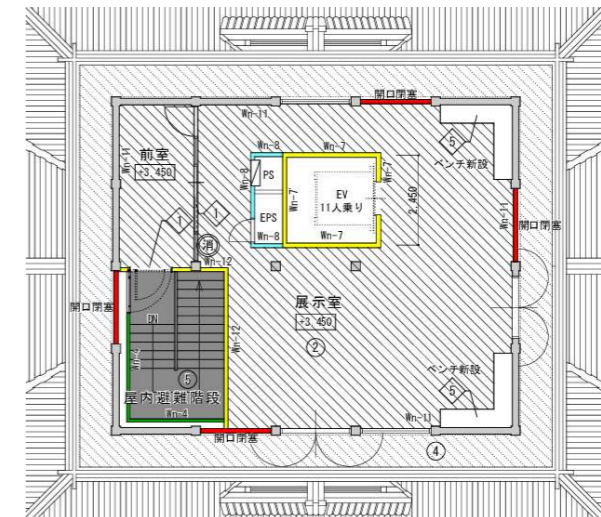 開口閉塞
Wn-11
前室
+3,450
Wn-11
Wn-8
Wn-7
Wn-8
PS
EPS
Wn-8
Wn-7
EV
11人乗り
Wn-7
Wn-7
2,450
5
ベンチ新設
Wn-11
開口閉塞
1
1
消
Wn-12
開口閉塞
DN
Wn-4
Wn-12
展示室
+3,450
2
5
屋内避難階段
Wn-4
開口閉塞
ベンチ新設
5
Wn-11
4